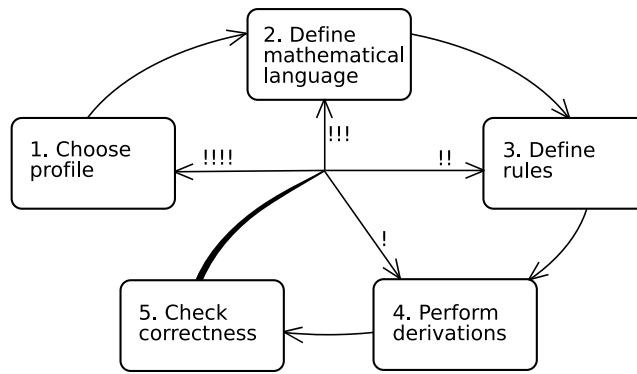 2. Define
mathematical
language
!!!
!!!!
!!
1. Choose
profile
3. Define
rules
!
5. Check
correctness
4. Perform
derivations